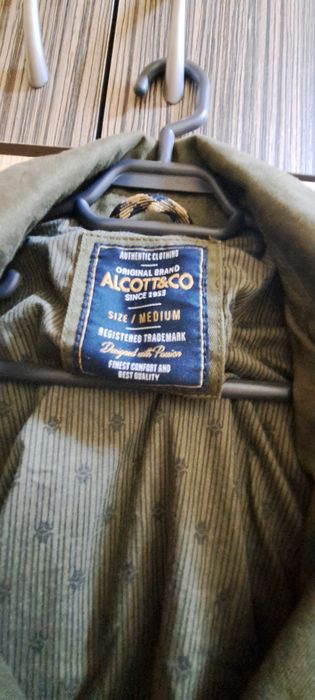 AUTHENTIC CLOTHING
ORIGINAL BRAND
ALCOTT&CO
SINCE 1953
SIZE / MEDIUM
REGISTERED TRADEMARK
Designed with Passion
FINEST COMFORT AND
BEST QUALITY